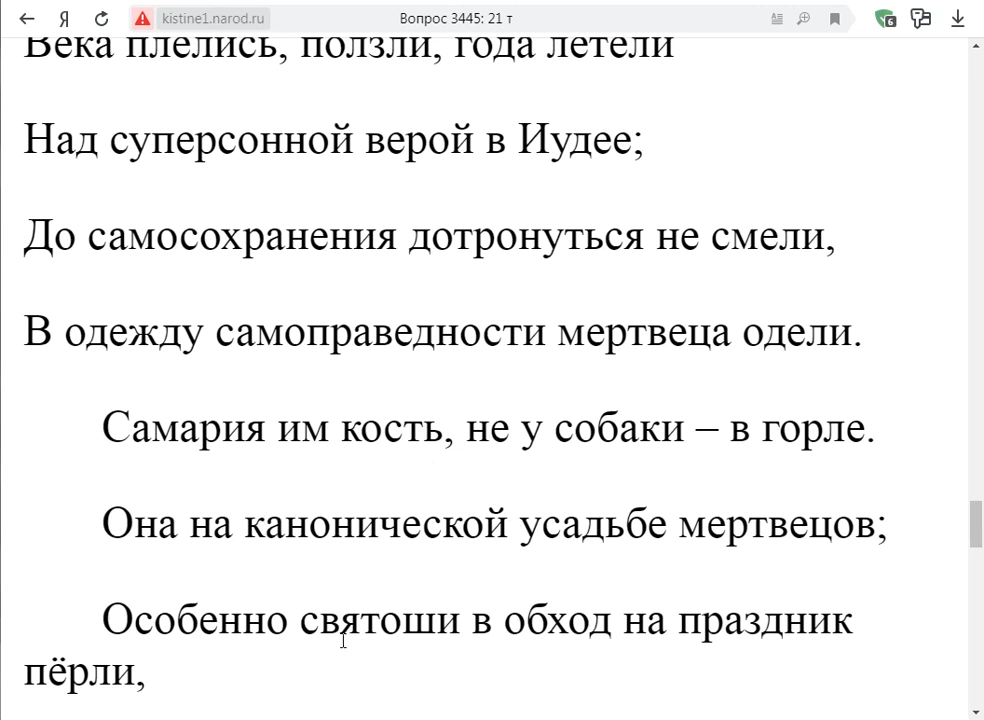 Я
kistine1.narod.ru
Вопрос 3445: 21 т
6
Века плелись, ползли, года летели
Над суперсонной верой в Иудее;
До самосохранения дотронуться не смели,
В одежду самоправедности мертвеца одели.
Самария им кость, не у собаки – в горле.
Она на канонической усадьбе мертвецов;
Особенно святоши в обход на праздник
пёрли,